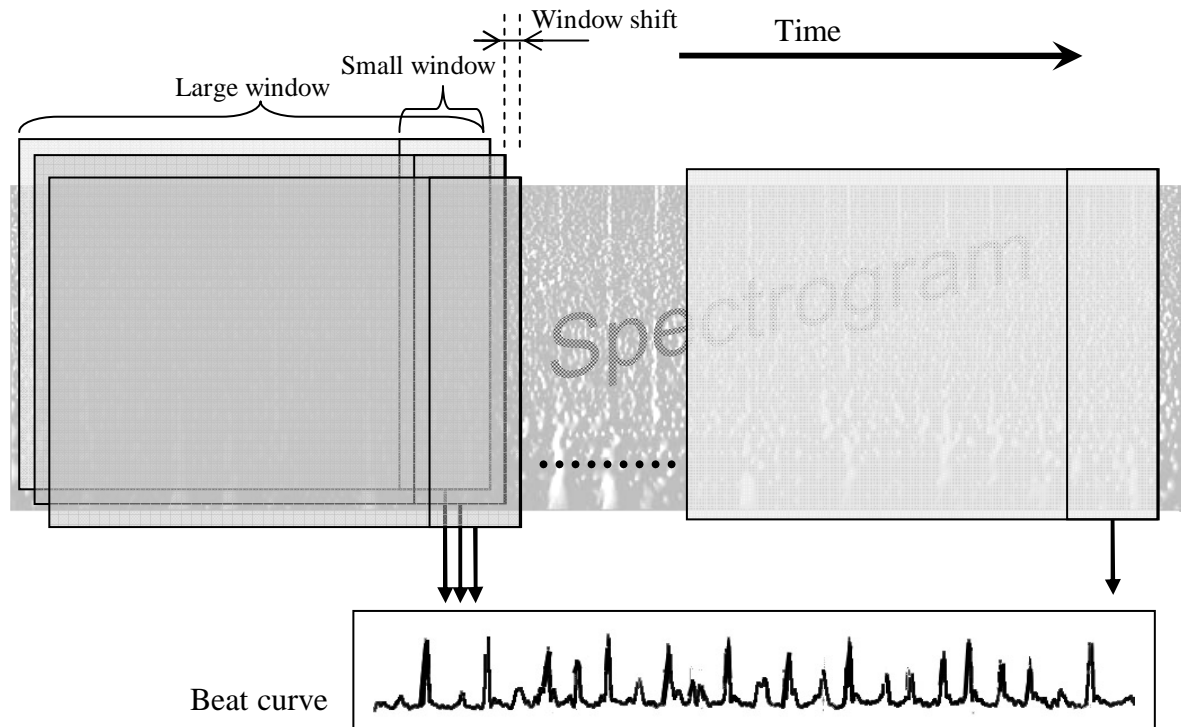 Window shift
Time
Small window
Large window
Spectrogram
Beat curve